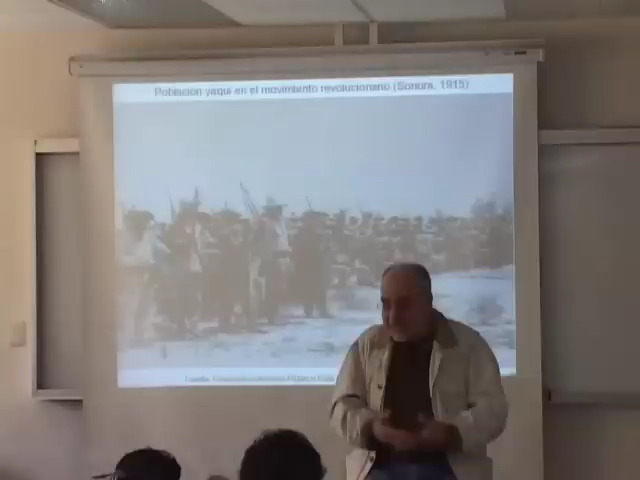 Población yaqui en el movimiento revolucionario (Sonora, 1915)